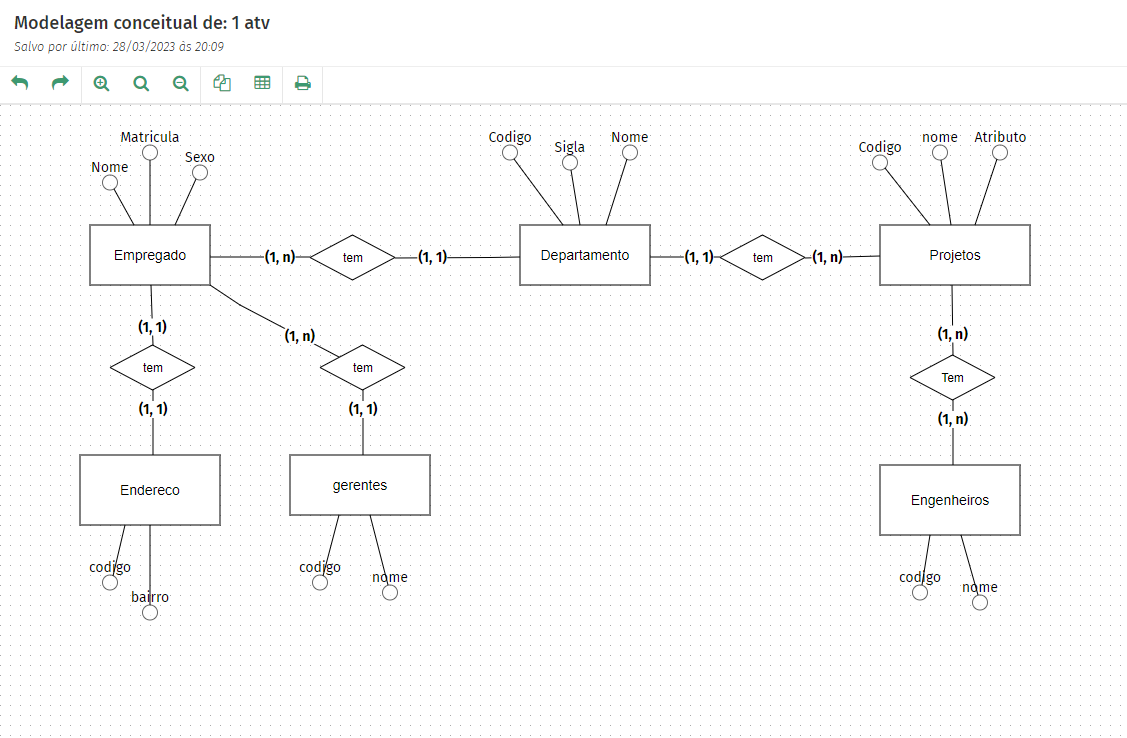 Modelagem conceitual de: 1 atv
Salvo por último: 28/03/2023 às 20:09
Matricula
Nome
Sexo
Codigo
Sigla
Nome
Codigo
nome
Atributo
Empregado
(1, n)
tem
(1, 1)
Departamento
(1, 1)
tem
(1, n)
Projetos
(1, 1)
(1, n)
(1, n)
tem
tem
Tem
(1, 1)
(1, 1)
(1, n)
Endereco
gerentes
Engenheiros
codigo
bairro
codigo
nome
codigo
nome